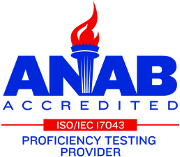 ANAB
ACCREDITED
ISO/IEC 17043
PROFICIENCY TESTING
PROVIDER